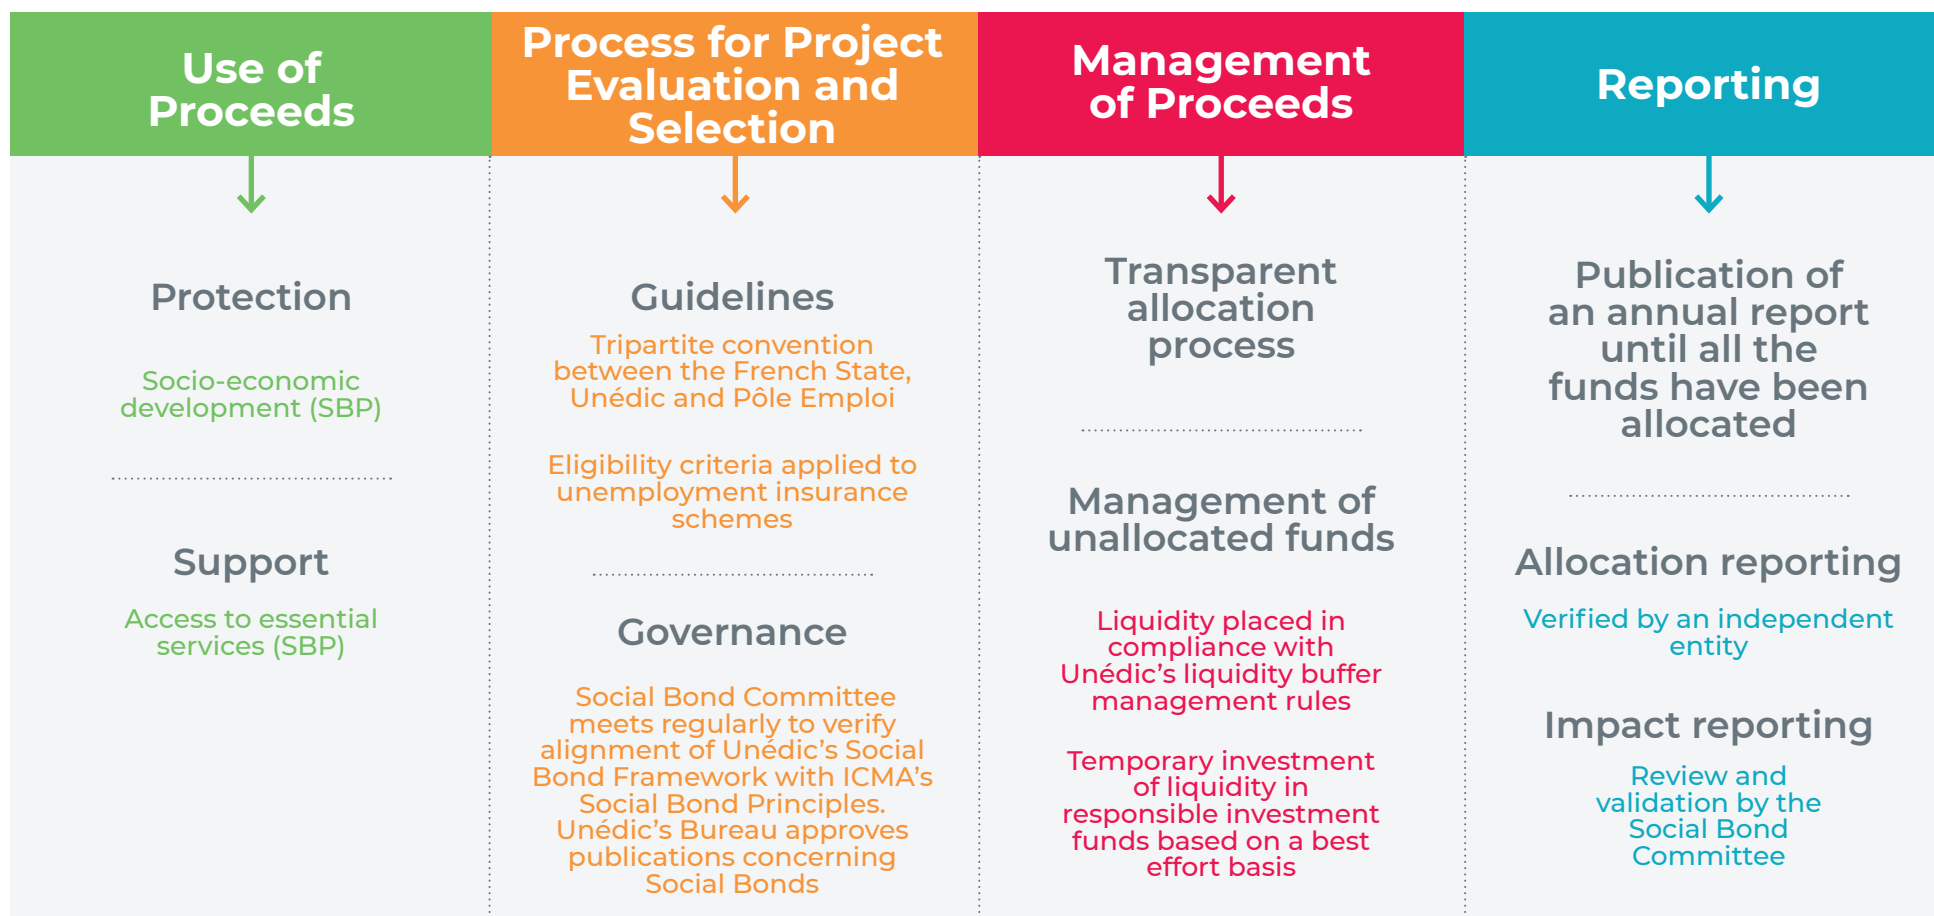 Use of
Proceeds
Protection
Socio-economic
development (SBP)
Support
Access to essential
services (SBP)
Process for Project
Evaluation and
Selection
Guidelines
Tripartite convention
between the French State,
Unédic and Pôle Emploi
Eligibility criteria applied to
unemployment insurance
schemes
Governance
Social Bond Committee
meets regularly to verify
alignment of Unédic’s Social
Bond Framework with ICMA’s
Social Bond Principles.
Unédic’s Bureau approves
publications concerning
Social Bonds
Management
of Proceeds
Transparent
allocation
process
Management of
unallocated funds
Liquidity placed in
compliance with
Unédic’s liquidity buffer
management rules
Temporary investment
of liquidity in
responsible investment
funds based on a best
effort basis
Reporting
Publication of
an annual report
until all the
funds have been
allocated
Allocation reporting
Verified by an independent
entity
Impact reporting
Review and
validation by the
Social Bond
Committee